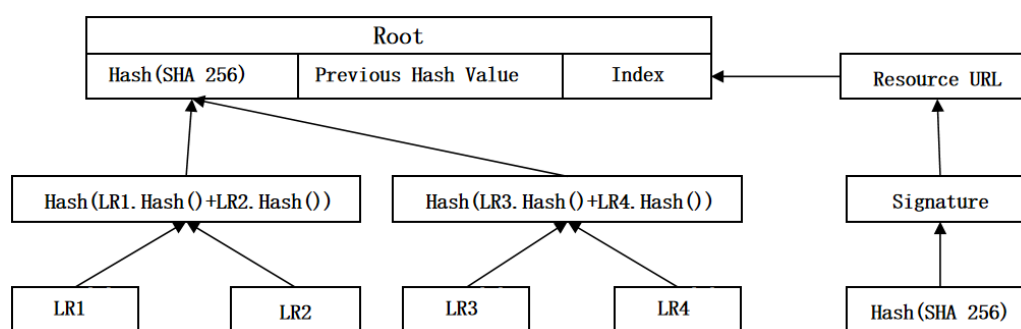 Root
Hash(SHA 256) Previous Hash Value Index
Resource URL
Hash(LR1.Hash()+LR2.Hash()) Hash(LR3.Hash()+LR4.Hash()) Signature
LR1 LR2 LR3 LR4 Hash(SHA 256)